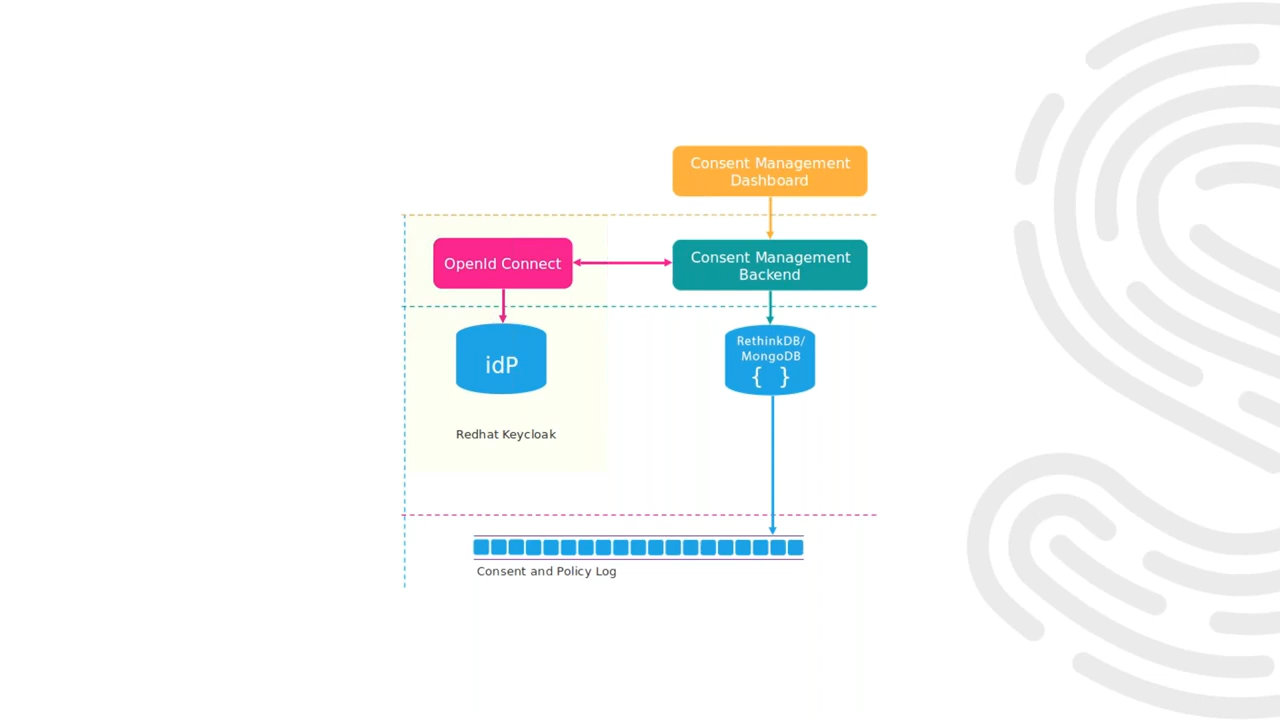 Consent Management
Dashboard
OpenId Connect
Consent Management
Backend
idP
RethinkDB/
MongoDB
{ }
Redhat Keycloak
Consent and Policy Log